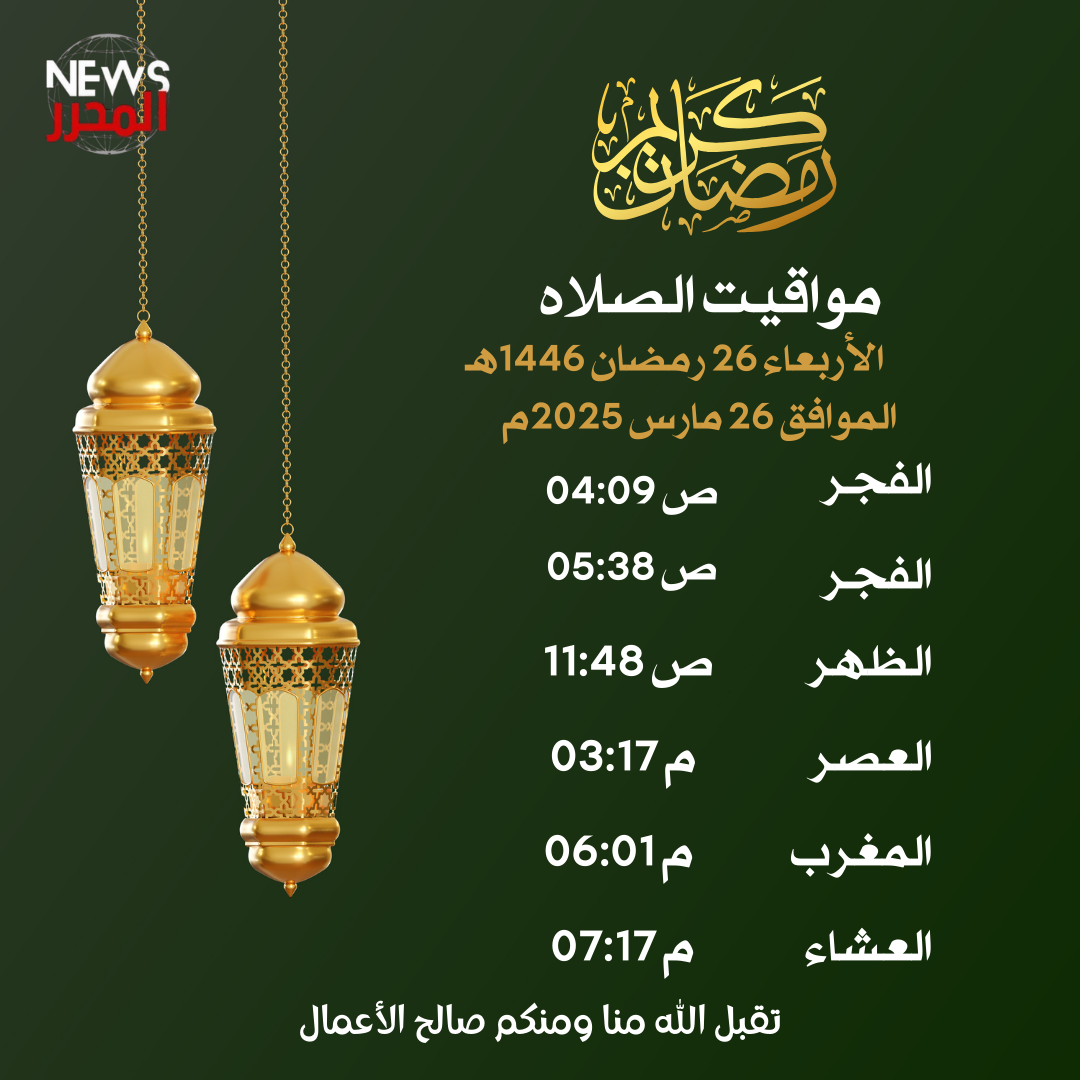 NEWS
المحرر
رمضان كريم
مواقيت الصلاه
الأربعاء 26 رمضان 1446هـ
الموافق 26 مارس 2025م
الفجر 04:09 ص
الفجر 05:38 ص
الظهر 11:48 ص
العصر 03:17 م
المغرب 06:01 م
العشاء 07:17 م
تقبل الله منا ومنكم صالح الأعمال